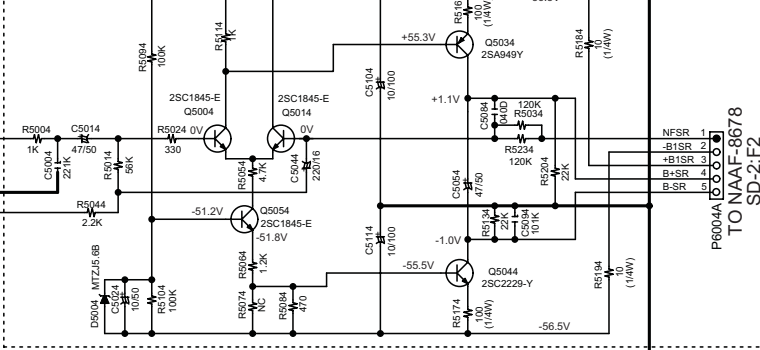 R5114
1K
R516
100
(1/4W)
R5094
100K
+55.3V
Q5034
2SA949Y
R5184
10
(1/4W)
C5104
10/100
2SC1845-E
Q5004
2SC1845-E
Q5014
+1.1V
C5084
040D
120K
R5034
R5234
120K
R5004
1K
C5014
47/50
R5024
330
0V
0V
NFSR 1
-B1SR 2
+B1SR 3
B+SR 4
B-SR 5
P6004A
TO NAAF-8678
SD-2:F2
C5004
221K
R5014
56K
R5054
4.7K
C5044
220/16
C5054
47/50
R5204
22K
R5044
2.2K
-51.2V
Q5054
2SC1845-E
-51.8V
R5134
22K
C5094
101K
C5114
10/100
-1.0V
MTZJ5.6B
D5004
C5024
10/50
R5104
100K
R5064
1.2K
R5074
NC
R5084
470
-55.5V
Q5044
2SC2229-Y
R5174
100
(1/4W)
R5194
10
(1/4W)
-56.5V